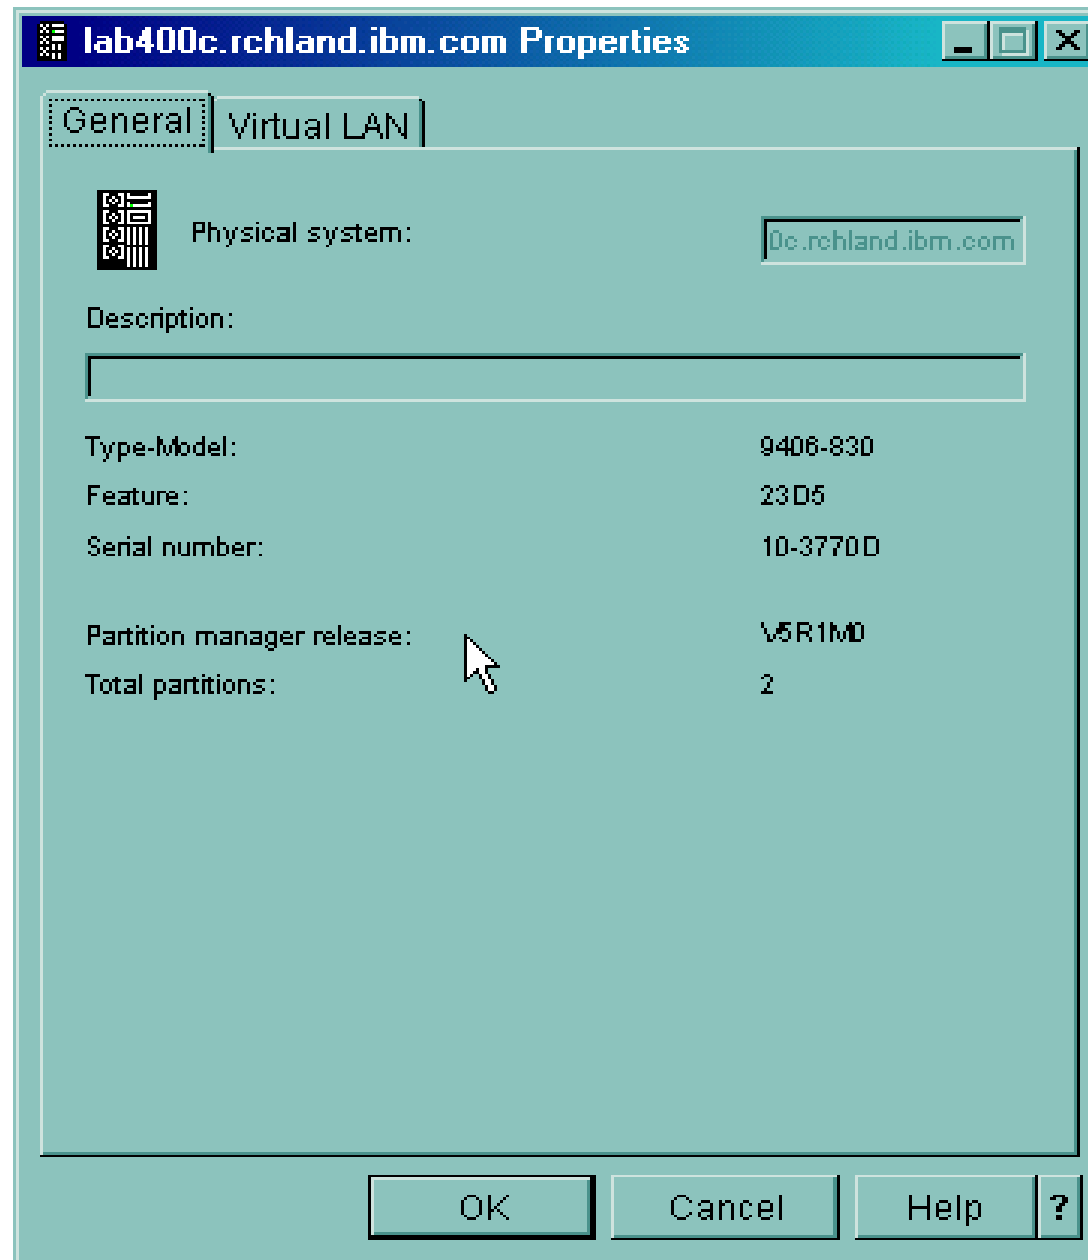 lab400c.rchland.ibm.com Properties
General Virtual LAN
Physical system: 0c.rchland.ibm.com
Description:
Type-Model: 9406-830
Feature: 23D5
Serial number: 10-3770D
Partition manager release: V5R1M0
Total partitions: 2
OK Cancel Help ?